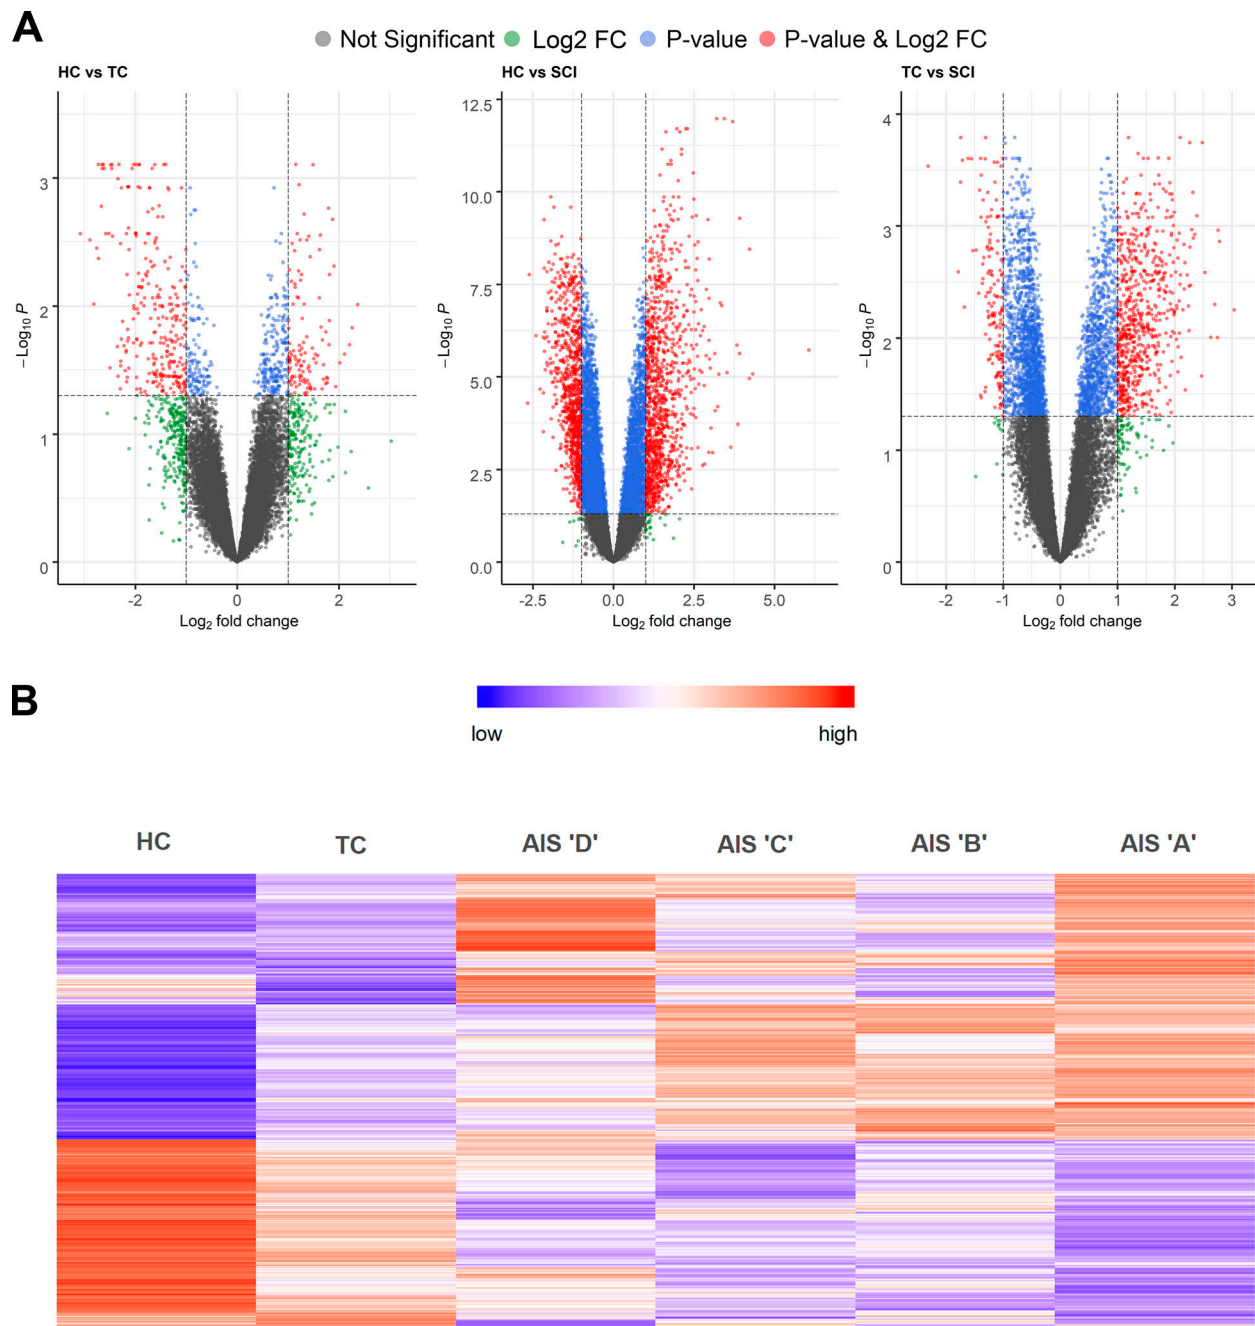 A
Not Significant Log2 FC P-value P-value & Log2 FC
HC vs TC
3
2
1
0
-2 0 2
−Log10 P
Log2 fold change
HC vs SCI
12.5
10.0
7.5
5.0
2.5
0.0
-2.5 0.0 2.5 5.0
−Log10 P
Log2 fold change
TC vs SCI
4
3
2
1
0
-2 -1 0 1 2 3
−Log10 P
Log2 fold change
B
low high
HC TC AIS 'D' AIS 'C' AIS 'B' AIS 'A'